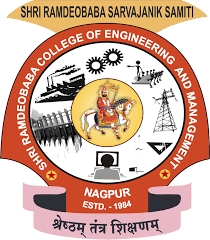 SHRI RAMDEOBABA SARVAJANIK SAMITI
SHRI RAMDEOBABA COLLEGE OF ENGINEERING AND MANAGEMENT
NAGPUR
ESTD. - 1984
श्रेष्ठम् तंत्र शिक्षणम्